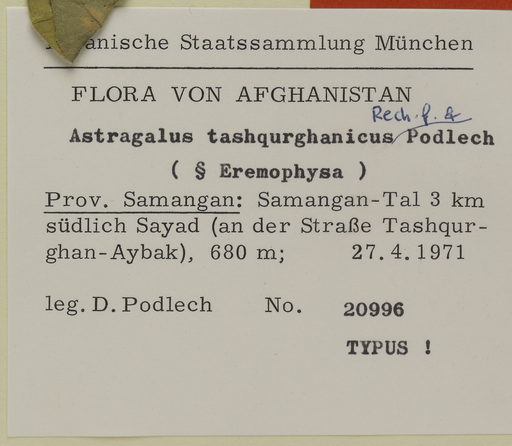 Staatssammlung München
FLORA VON AFGHANISTAN
Rech. f. &
Astragalus tashqurghanicus Podlech
( § Eremophysa )
Prov. Samangan: Samangan-Tal 3 km
südlich Sayad (an der Straße Tashqur-
ghan-Aybak), 680 m; 27.4.1971
leg. D. Podlech No. 20996
TYPUS !